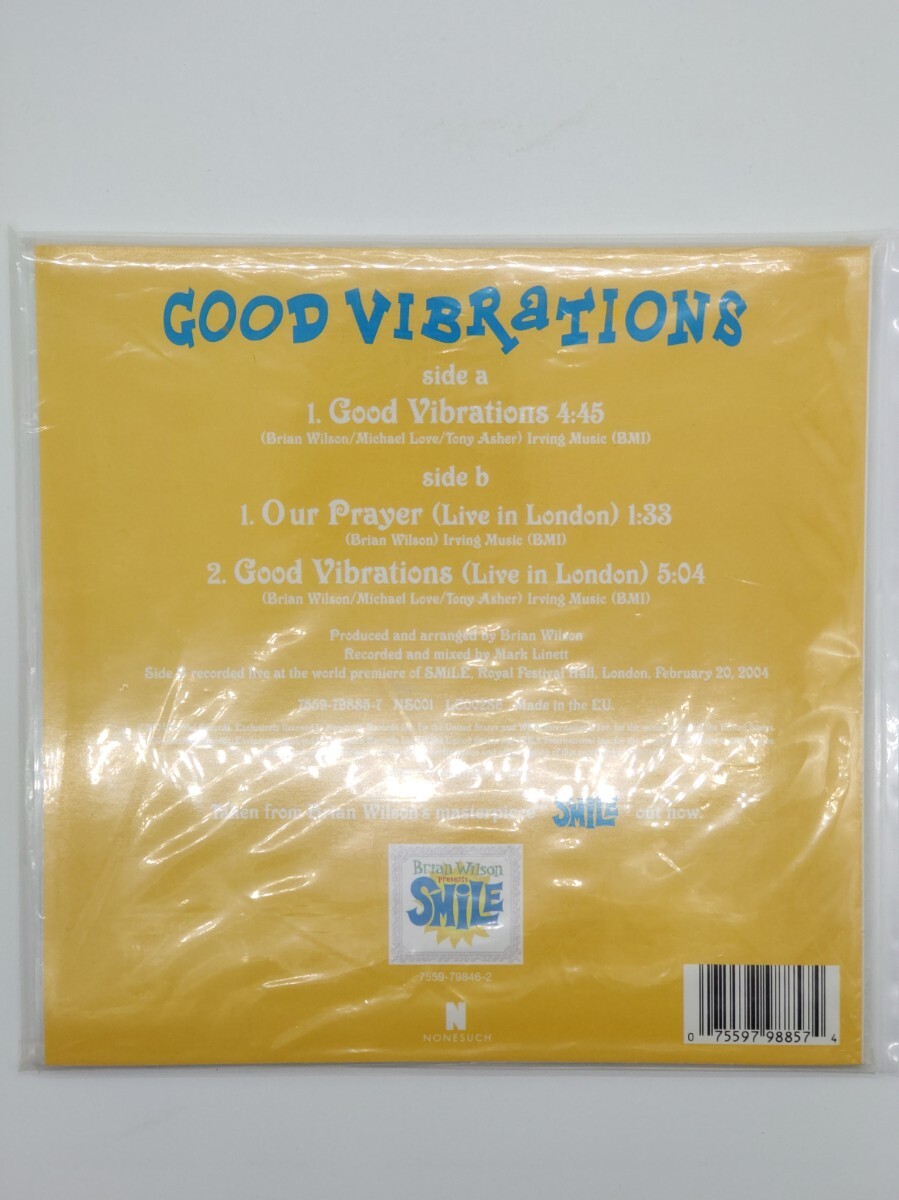 GOOD VIBRaTIONS
side a
1. Good Vibrations 4:45
(Brian Wilson/Michael Love/Tony Asher) Irving Music (BMI)
side b
1. Our Prayer (Live in London) 1:33
(Brian Wilson) Irving Music (BMI)
2. Good Vibrations (Live in London) 5:04
(Brian Wilson/Michael Love/Tony Asher) Irving Music (BMI)
Produced and arranged by Brian Wilson
Recorded and mixed by Mark Linett
Side B recorded live at the world premiere of SMiLE, Royal Festival Hall, London, February 20, 2004
7559-79885-7 NS001 LC00286 Made in the E.U.
Taken from Brian Wilson's masterpiece SMiLE out now.
Brian Wilson
presents
SMiLE
7559-79846-2
N
NONESUCH
0 75597 98857 4